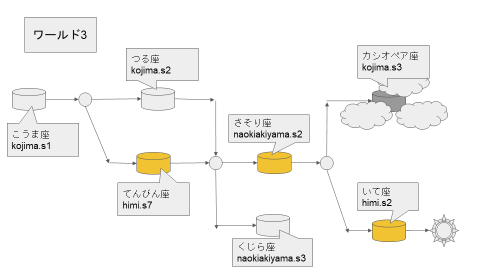 ワールド3
つる座
kojima.s2
カシオペア座
kojima.s3
こうま座
kojima.s1
さそり座
naokiakiyama.s2
てんびん座
himi.s7
いて座
himi.s2
くじら座
naokiakiyama.s3